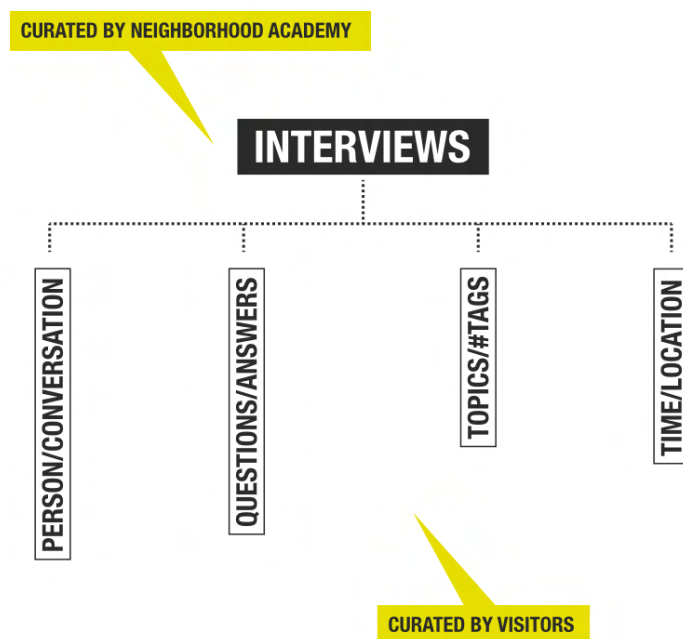 CURATED BY NEIGHBORHOOD ACADEMY
INTERVIEWS
PERSON/CONVERSATION
QUESTIONS/ANSWERS
TOPICS/#TAGS
TIME/LOCATION
CURATED BY VISITORS